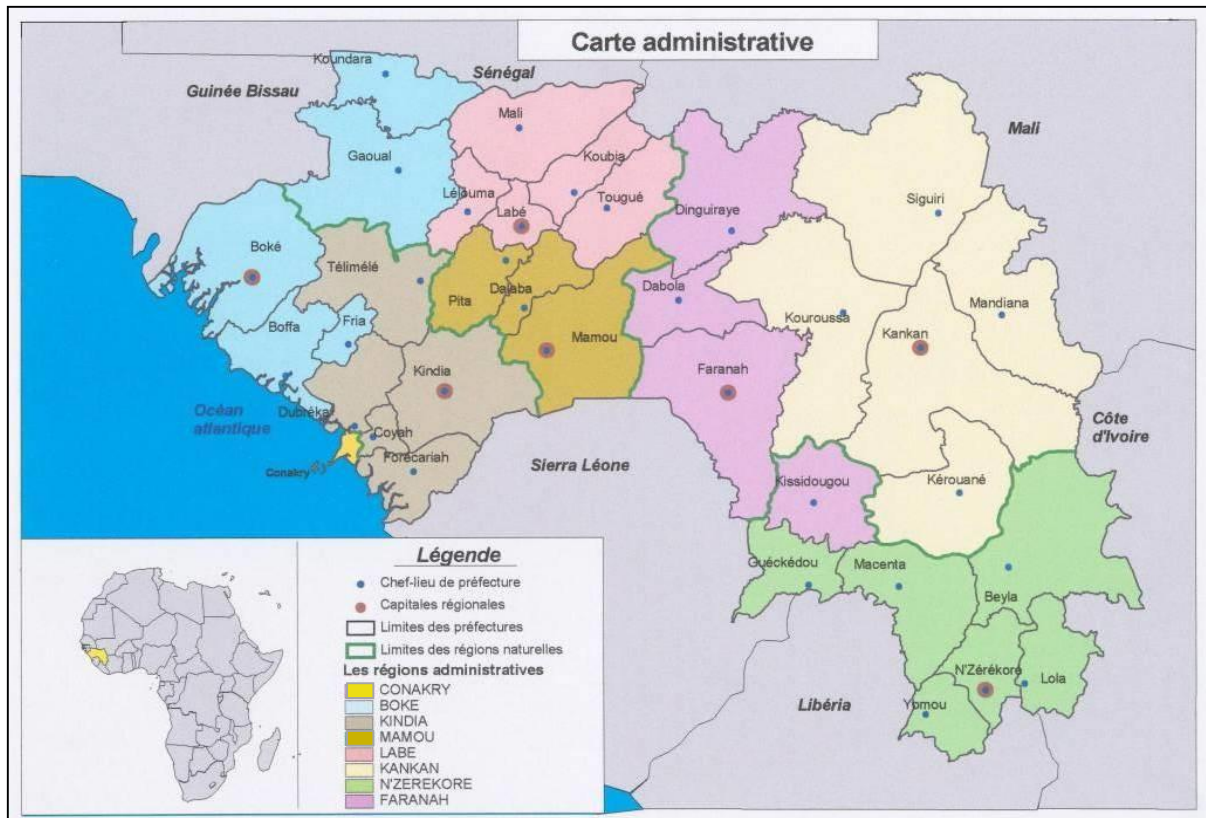 Carte administrative
Koundara
Sénégal
Guinée Bissau
Mali
Mali
Gaoual
Koubia
Lélouma
Tougué
Labé
Siguiri
Dinguiraye
Boké
Télimélé
Pita
Dalaba
Dabola
Mandiana
Boffa
Fria
Mamou
Kouroussa
Kankan
Kindia
Faranah
Océan
atlantique
Dubréka
Coyah
Côte
d'Ivoire
Conakry
Forécariah
Sierra Léone
Kissidougou
Kérouané
Guéckédou
Macenta
Beyla
N'Zérékore
Lola
Yomou
Libéria
Légende
Chef-lieu de préfecture
Capitales régionales
Limites des préfectures
Limites des régions naturelles
Les régions administratives
CONAKRY
BOKE
KINDIA
MAMOU
LABE
KANKAN
N'ZEREKORE
FARANAH